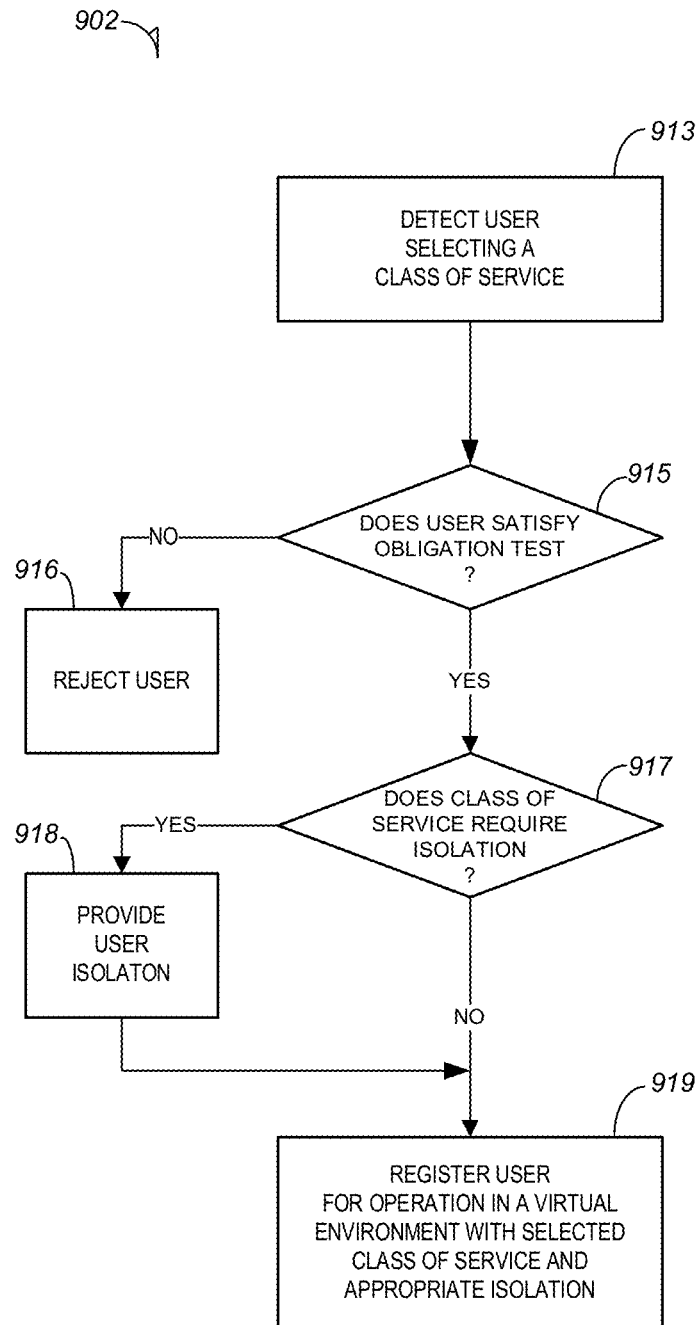 902
913
DETECT USER
SELECTING A
CLASS OF SERVICE
915
DOES USER SATISFY
OBLIGATION TEST
?
NO
916
REJECT USER
YES
917
DOES CLASS OF
SERVICE REQUIRE
ISOLATION
?
YES
918
PROVIDE
USER
ISOLATON
NO
919
REGISTER USER
FOR OPERATION IN A VIRTUAL
ENVIRONMENT WITH SELECTED
CLASS OF SERVICE AND
APPROPRIATE ISOLATION